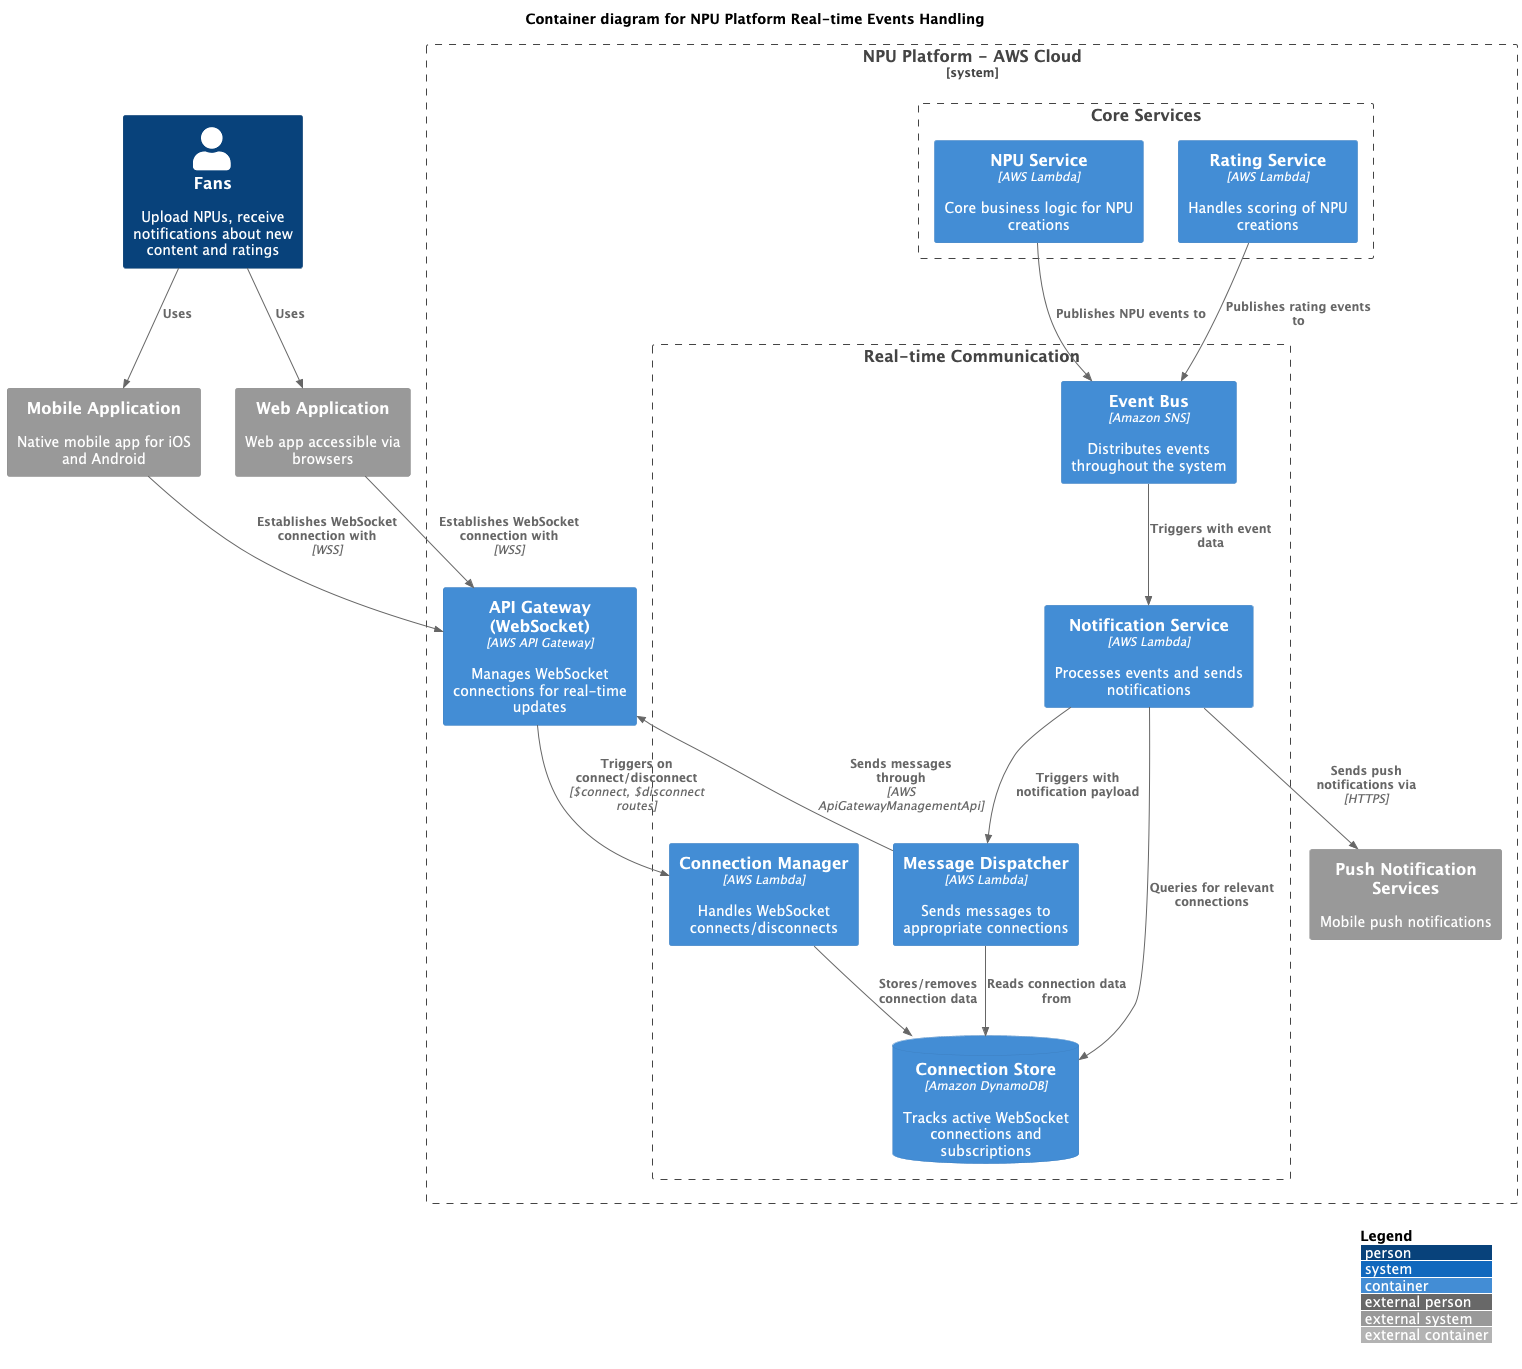 Container diagram for NPU Platform Real-time Events Handling
NPU Platform - AWS Cloud
[system]
Core Services
NPU Service
[AWS Lambda]
Core business logic for NPU
creations
Rating Service
[AWS Lambda]
Handles scoring of NPU
creations
Fans
Upload NPUs, receive
notifications about new
content and ratings
Uses
Uses
Publishes NPU events to
Publishes rating events
to
Real-time Communication
Mobile Application
Native mobile app for iOS
and Android
Web Application
Web app accessible via
browsers
Event Bus
[Amazon SNS]
Distributes events
throughout the system
Establishes WebSocket
connection with
[WSS]
Establishes WebSocket
connection with
[WSS]
Triggers with event
data
API Gateway
(WebSocket)
[AWS API Gateway]
Manages WebSocket
connections for real-time
updates
Notification Service
[AWS Lambda]
Processes events and sends
notifications
Triggers on
connect/disconnect
[$connect, $disconnect
routes]
Sends messages
through
[AWS
ApiGatewayManagementApi]
Triggers with
notification payload
Sends push
notifications via
[HTTPS]
Connection Manager
[AWS Lambda]
Handles WebSocket
connects/disconnects
Message Dispatcher
[AWS Lambda]
Sends messages to
appropriate connections
Queries for relevant
connections
Push Notification
Services
Mobile push notifications
Stores/removes
connection data
Reads connection data
from
Connection Store
[Amazon DynamoDB]
Tracks active WebSocket
connections and
subscriptions
Legend
person
system
container
external person
external system
external container